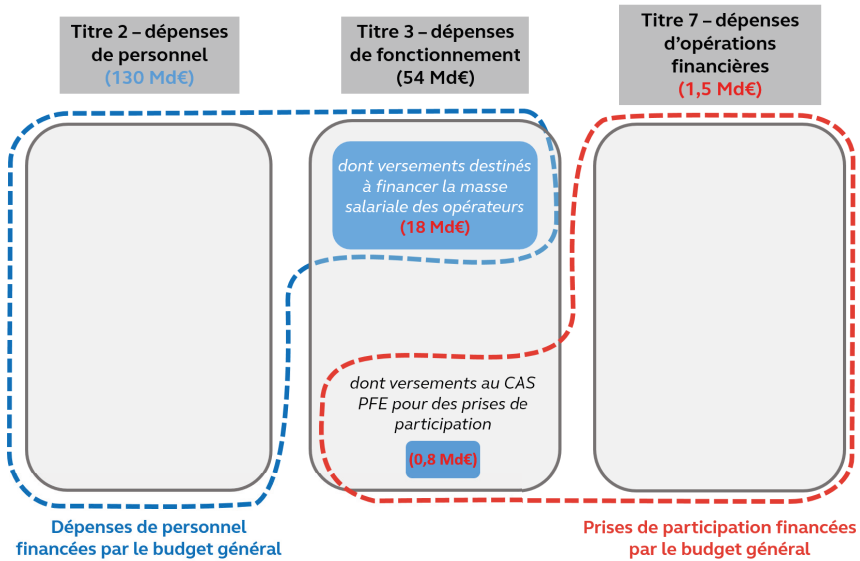 Titre 2 – dépenses
de personnel
(130 Md€)
Titre 3 – dépenses
de fonctionnement
(54 Md€)
Titre 7 – dépenses
d’opérations
financières
(1,5 Md€)
dont versements destinés
à financer la masse
salariale des opérateurs
(18 Md€)
dont versements au CAS
PFE pour des prises de
participation
(0,8 Md€)
Dépenses de personnel
financées par le budget général
Prises de participation financées
par le budget général